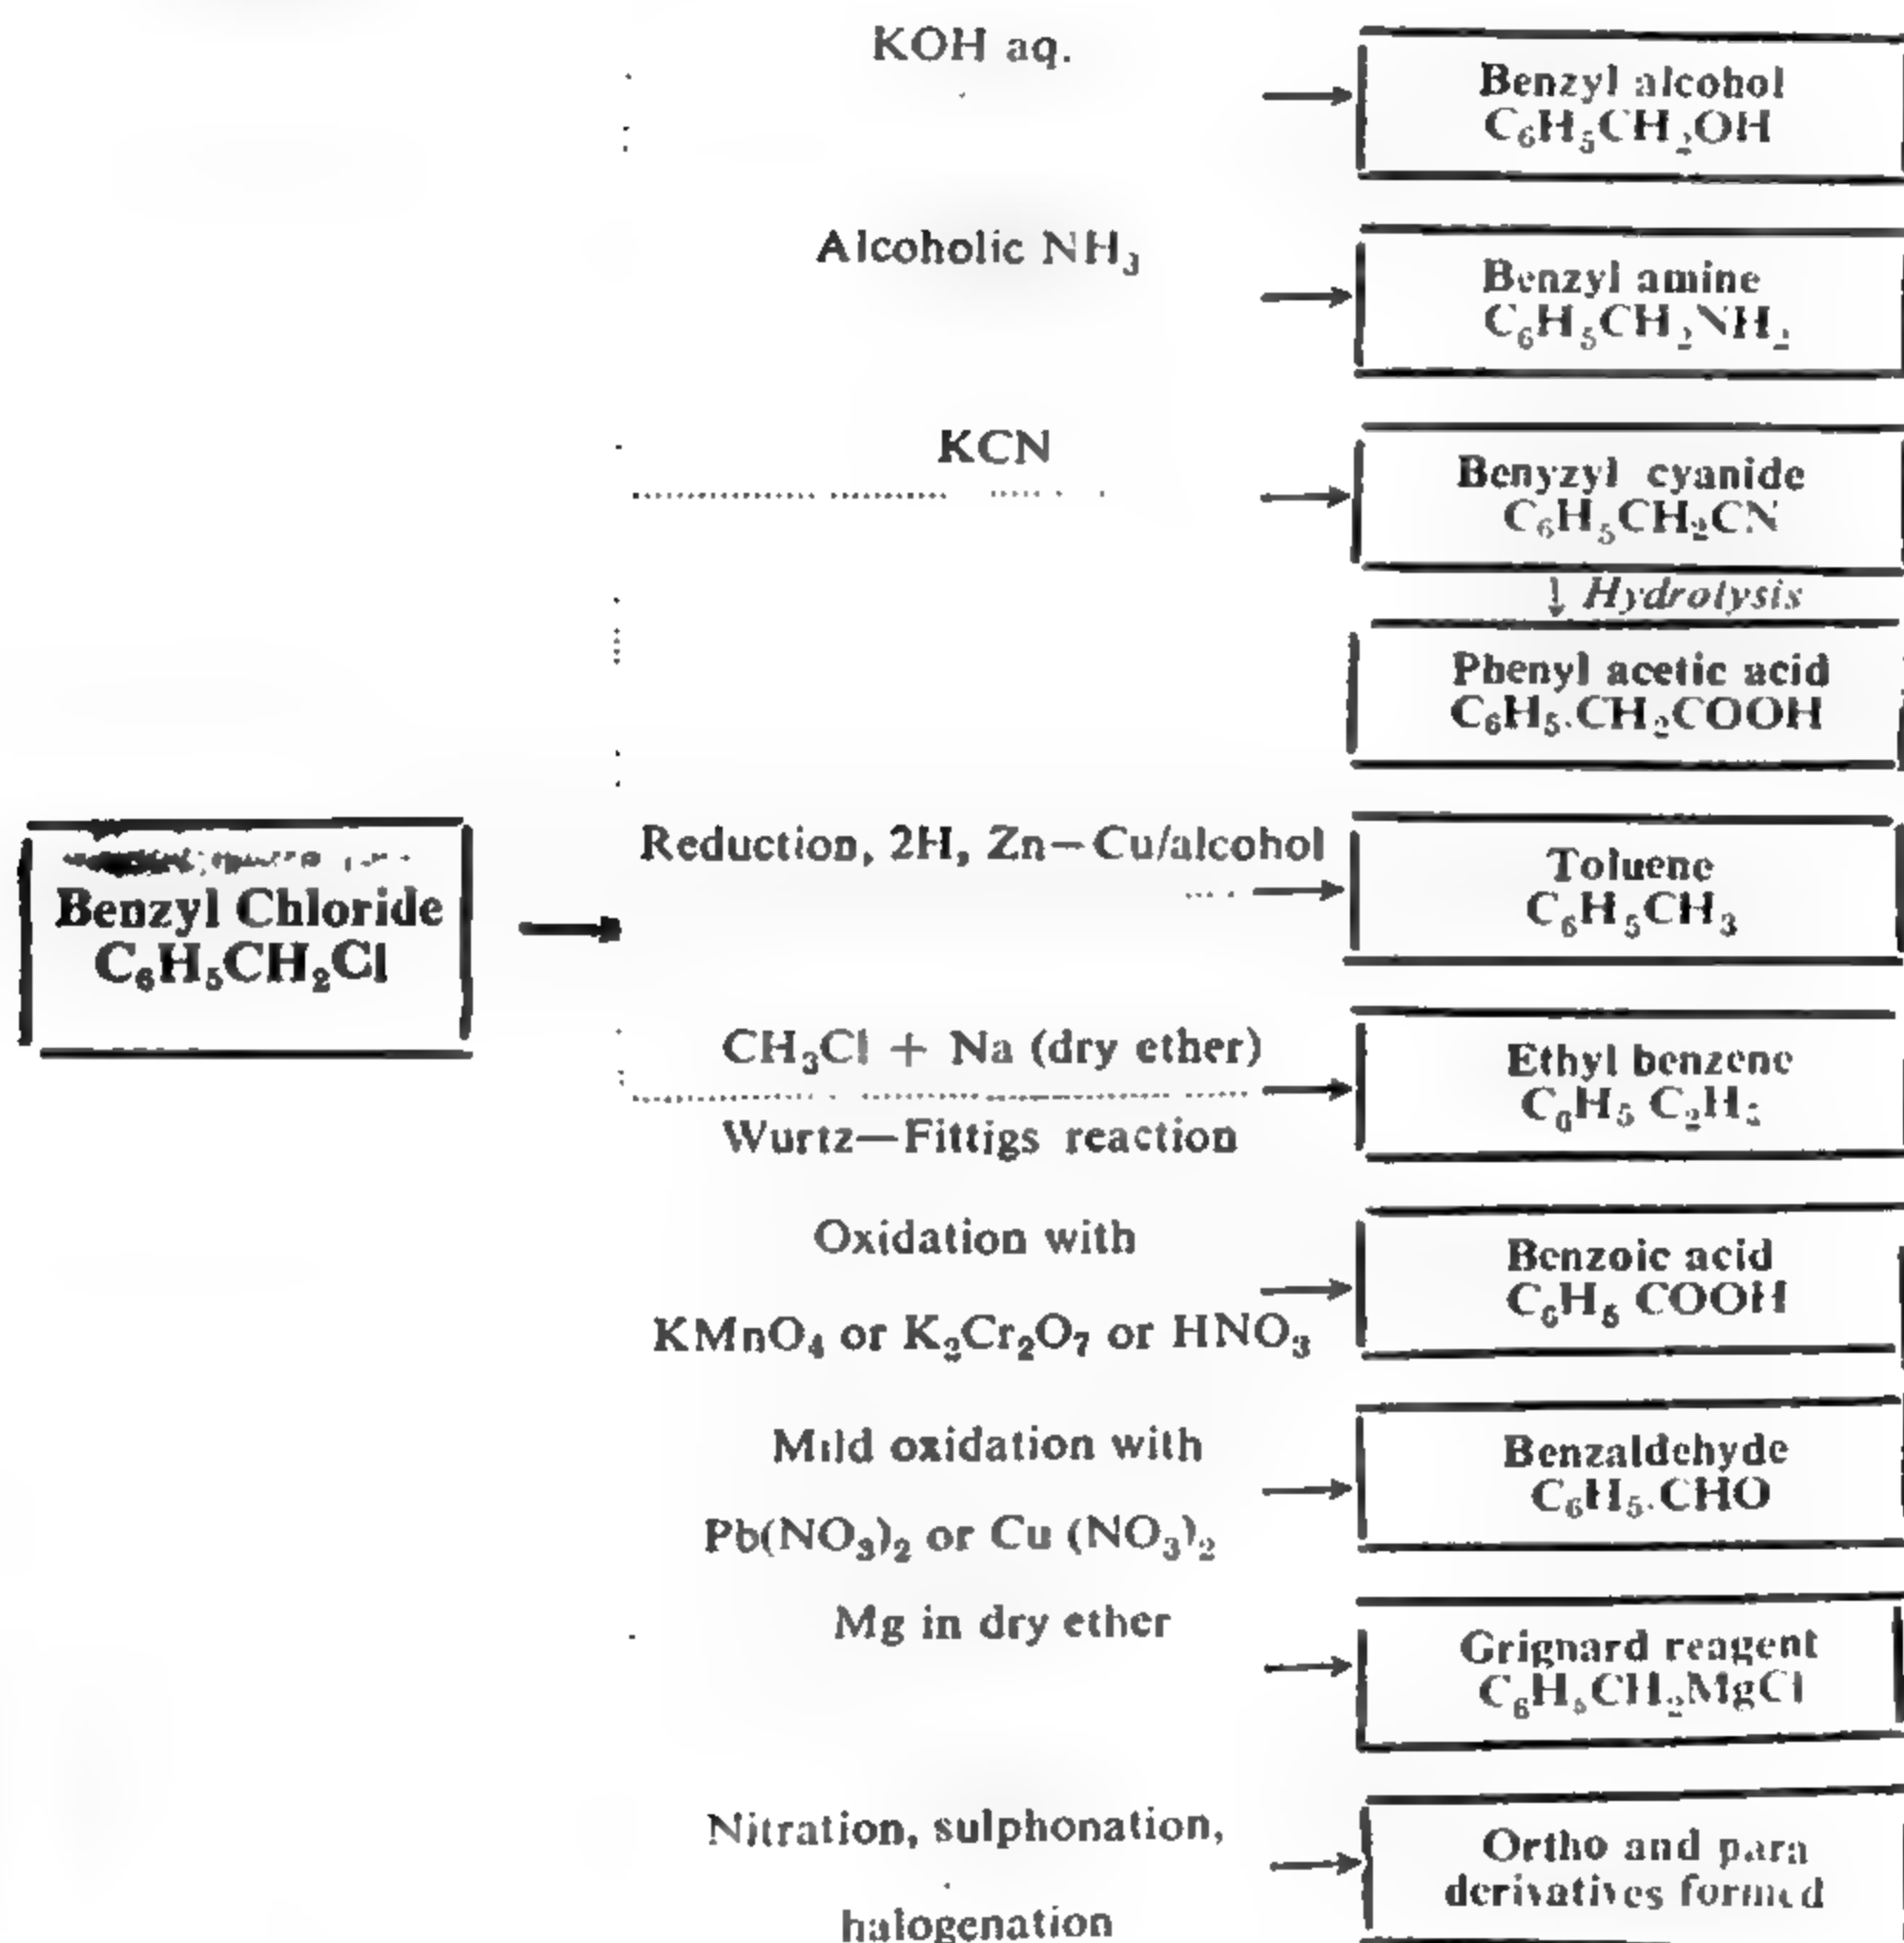 KOH aq.
Benzyl alcohol
C₆H₅CH₂OH
Alcoholic NH₃
Benzyl amine
C₆H₅CH₂NH₂
KCN
Benyzyl cyanide
C₆H₅CH₂CN
↓ Hydrolysis
Phenyl acetic acid
C₆H₅.CH₂COOH
Benzyl Chloride
C₆H₅CH₂Cl
Reduction, 2H, Zn—Cu/alcohol
Toluene
C₆H₅CH₃
CH₃Cl + Na (dry ether)
Wurtz—Fittigs reaction
Ethyl benzene
C₆H₅ C₂H₅
Oxidation with
KMnO₄ or K₂Cr₂O₇ or HNO₃
Benzoic acid
C₆H₅ COOH
Mild oxidation with
Pb(NO₃)₂ or Cu (NO₃)₂
Benzaldehyde
C₆H₅.CHO
Mg in dry ether
Grignard reagent
C₆H₅CH₂MgCl
Nitration, sulphonation,
halogenation
Ortho and para
derivatives formed